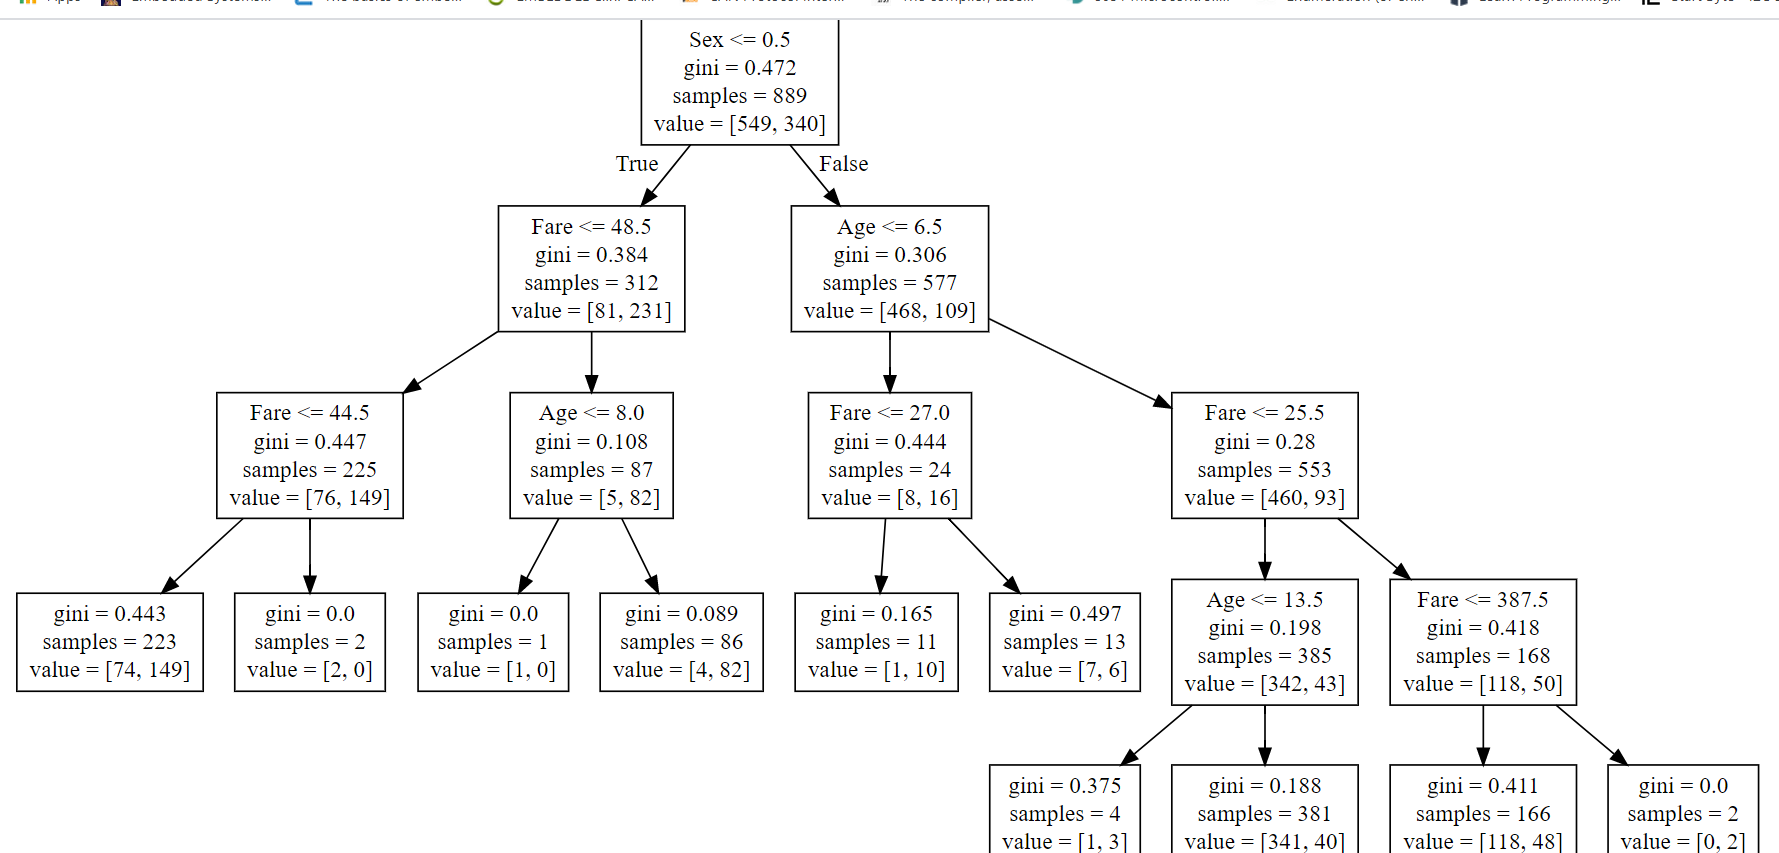 Sex <= 0.5
gini = 0.472
samples = 889
value = [549, 340]
True
False
Fare <= 48.5
gini = 0.384
samples = 312
value = [81, 231]
Age <= 6.5
gini = 0.306
samples = 577
value = [468, 109]
Fare <= 44.5
gini = 0.447
samples = 225
value = [76, 149]
Age <= 8.0
gini = 0.108
samples = 87
value = [5, 82]
Fare <= 27.0
gini = 0.444
samples = 24
value = [8, 16]
Fare <= 25.5
gini = 0.28
samples = 553
value = [460, 93]
gini = 0.443
samples = 223
value = [74, 149]
gini = 0.0
samples = 2
value = [2, 0]
gini = 0.0
samples = 1
value = [1, 0]
gini = 0.089
samples = 86
value = [4, 82]
gini = 0.165
samples = 11
value = [1, 10]
gini = 0.497
samples = 13
value = [7, 6]
Age <= 13.5
gini = 0.198
samples = 385
value = [342, 43]
Fare <= 387.5
gini = 0.418
samples = 168
value = [118, 50]
gini = 0.375
samples = 4
value = [1, 3]
gini = 0.188
samples = 381
value = [341, 40]
gini = 0.411
samples = 166
value = [118, 48]
gini = 0.0
samples = 2
value = [0, 2]